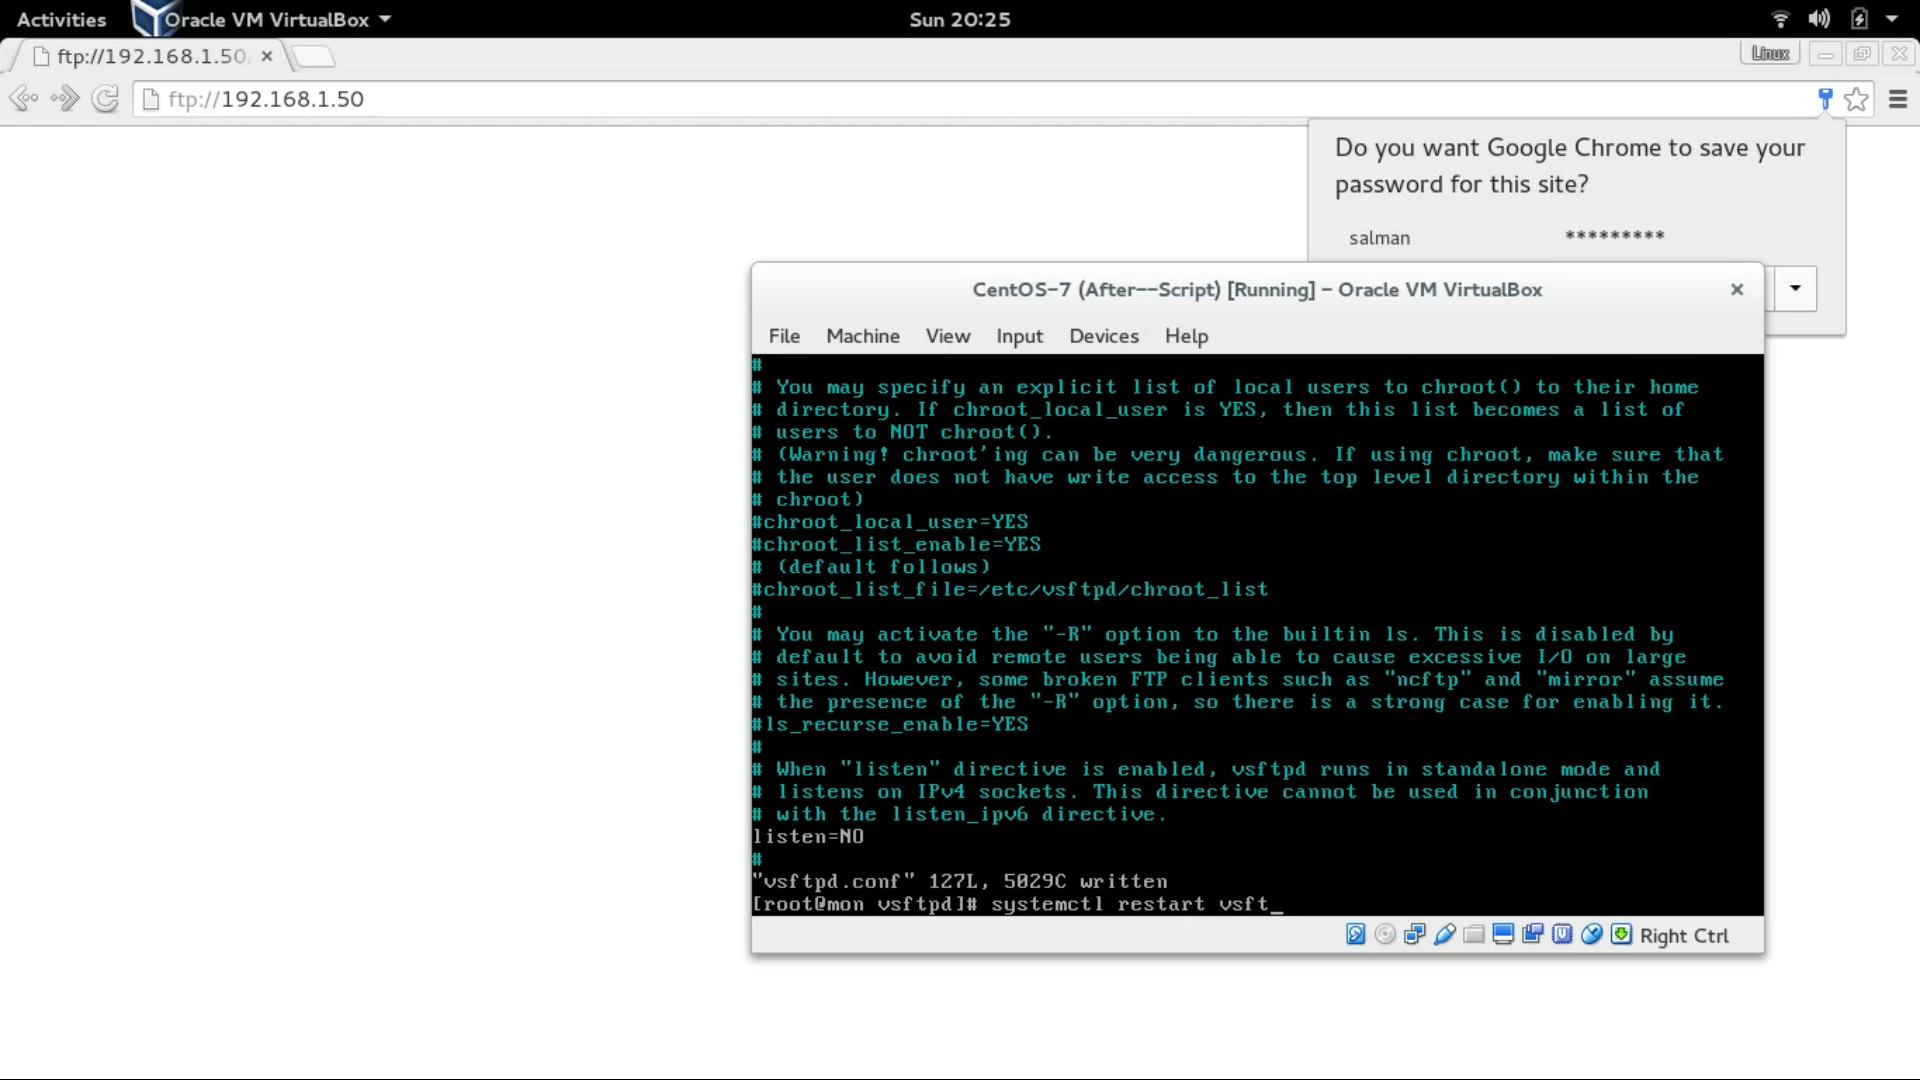 Activities
Oracle VM VirtualBox
Sun 20:25
ftp://192.168.1.50
Linux
ftp://192.168.1.50
Do you want Google Chrome to save your
password for this site?
salman *********
CentOS-7 (After--Script) [Running] - Oracle VM VirtualBox
File Machine View Input Devices Help
#
# You may specify an explicit list of local users to chroot() to their home
# directory. If chroot_local_user is YES, then this list becomes a list of
# users to NOT chroot().
# (Warning! chroot'ing can be very dangerous. If using chroot, make sure that
# the user does not have write access to the top level directory within the
# chroot)
#chroot_local_user=YES
#chroot_list_enable=YES
# (default follows)
#chroot_list_file=/etc/vsftpd/chroot_list
#
# You may activate the "-R" option to the builtin ls. This is disabled by
# default to avoid remote users being able to cause excessive I/O on large
# sites. However, some broken FTP clients such as "ncftp" and "mirror" assume
# the presence of the "-R" option, so there is a strong case for enabling it.
#ls_recurse_enable=YES
#
# When "listen" directive is enabled, vsftpd runs in standalone mode and
# listens on IPv4 sockets. This directive cannot be used in conjunction
# with the listen_ipv6 directive.
listen=NO
#
"vsftpd.conf" 127L, 5029C written
[root@mon vsftpd]# systemctl restart vsft_
Right Ctrl